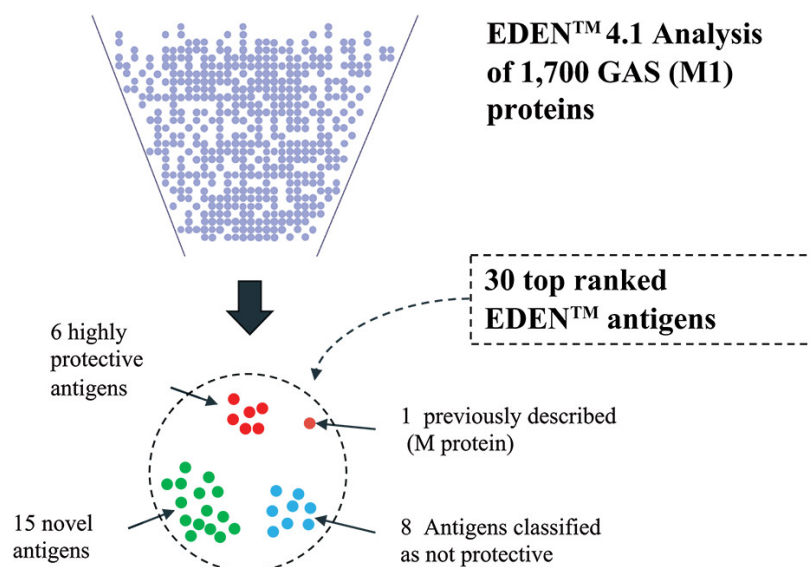 EDEN™ 4.1 Analysis
of 1,700 GAS (M1)
proteins
30 top ranked
EDEN™ antigens
6 highly
protective
antigens
1 previously described
(M protein)
15 novel
antigens
8 Antigens classified
as not protective